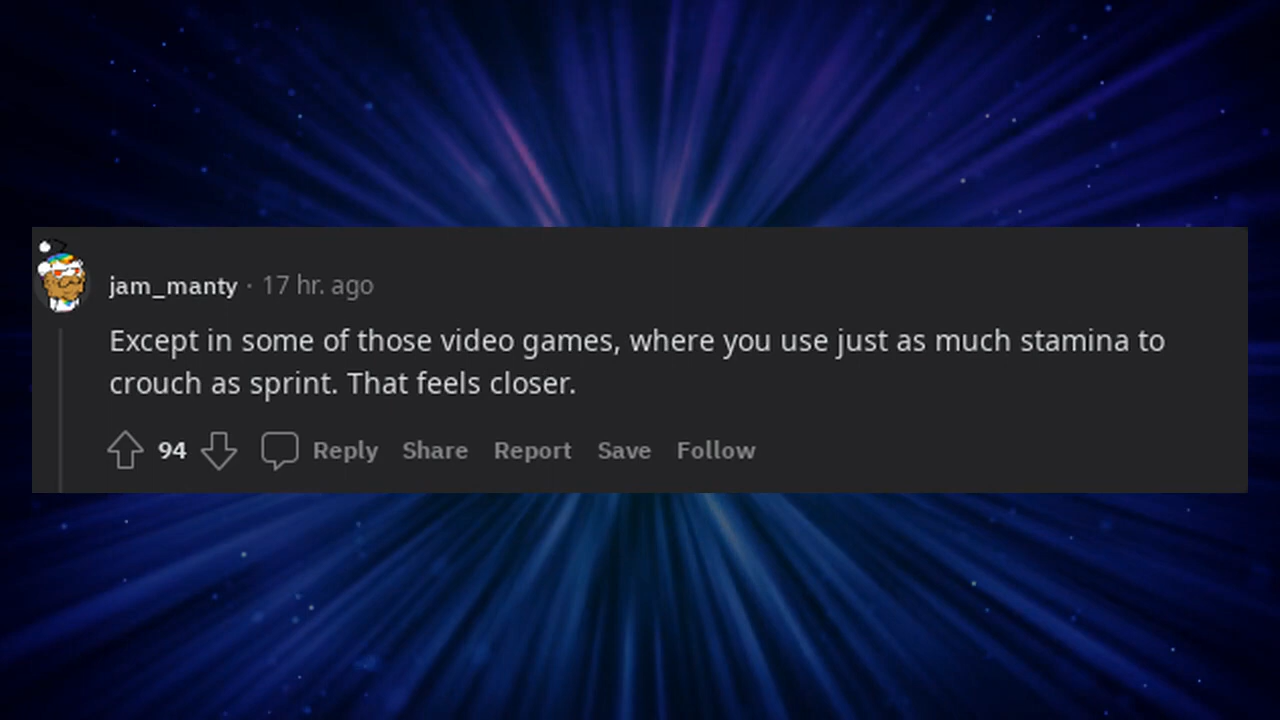 jam_manty · 17 hr. ago
Except in some of those video games, where you use just as much stamina to
crouch as sprint. That feels closer.
94 Reply Share Report Save Follow